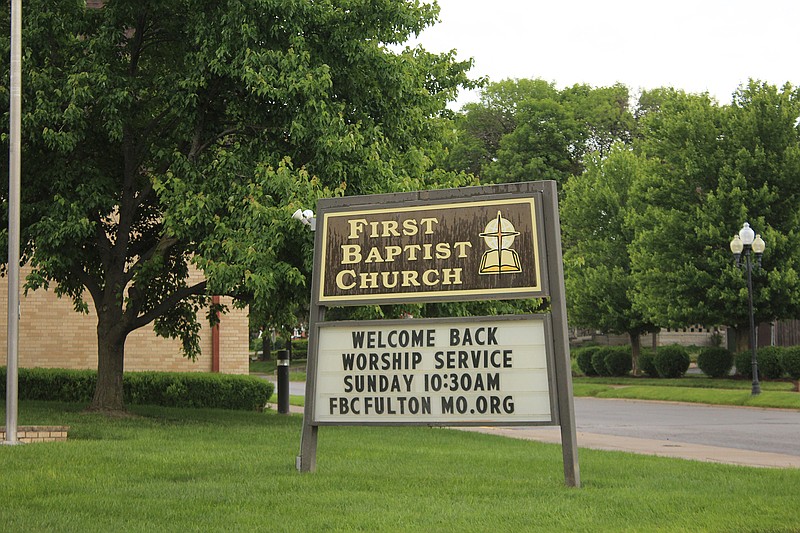 First
Baptist
Church
WELCOME BACK
WORSHIP SERVICE
SUNDAY 10:30AM
FBCFULTON MO.ORG